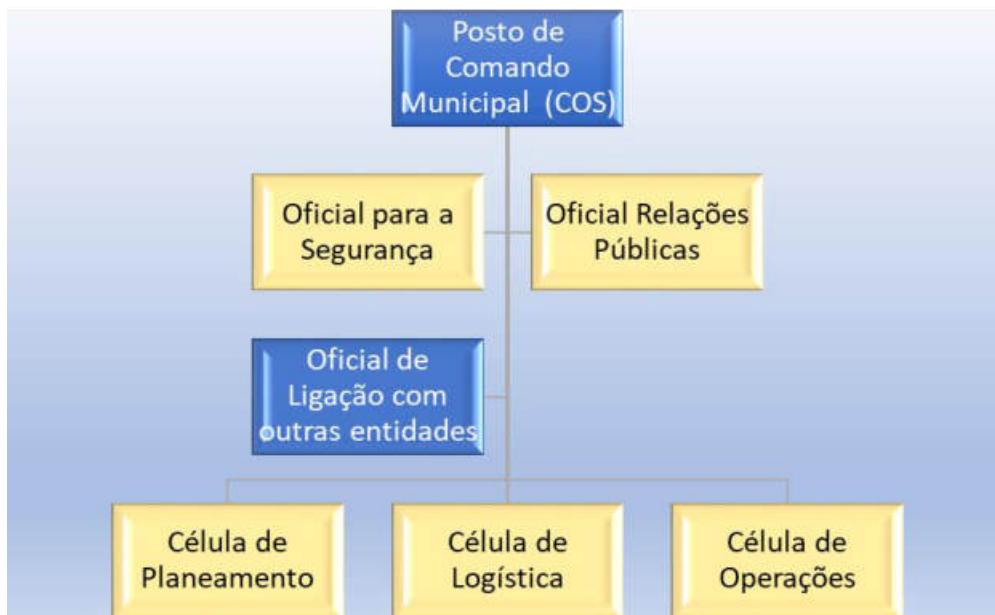 Posto de
Comando
Municipal (COS)
Oficial para a
Segurança
Oficial Relações
Públicas
Oficial de
Ligação com
outras entidades
Célula de
Planeamento
Célula de
Logística
Célula de
Operações